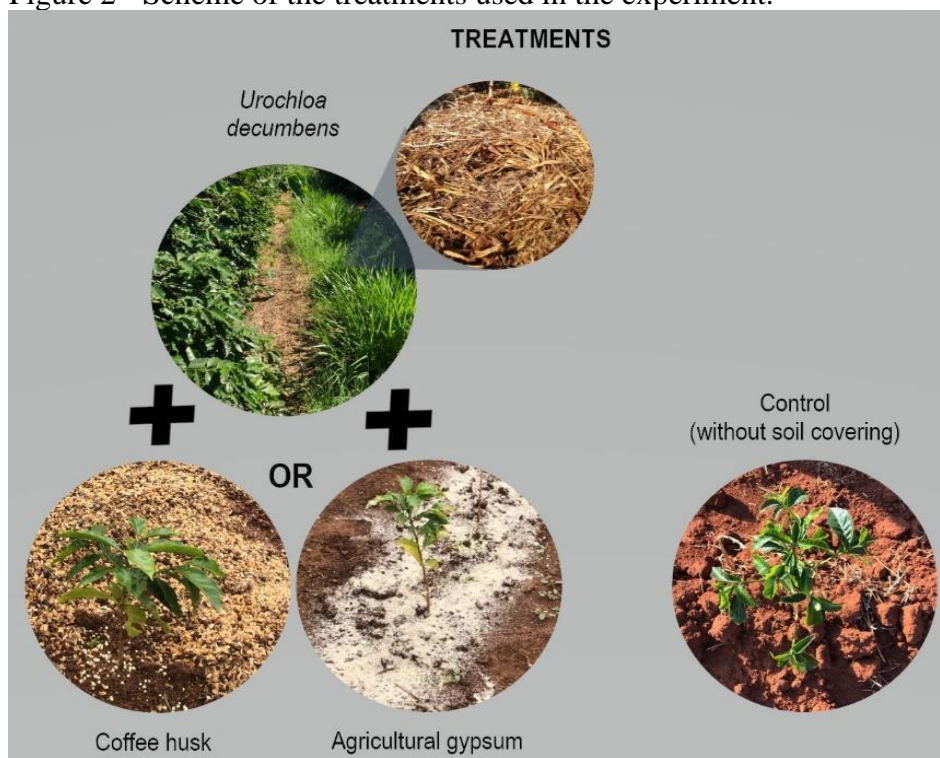 Figure 2 - Scheme of the treatments used in the experiment.
TREATMENTS
Urochloa
decumbens
Control
(without soil covering)
OR
Coffee husk
Agricultural gypsum